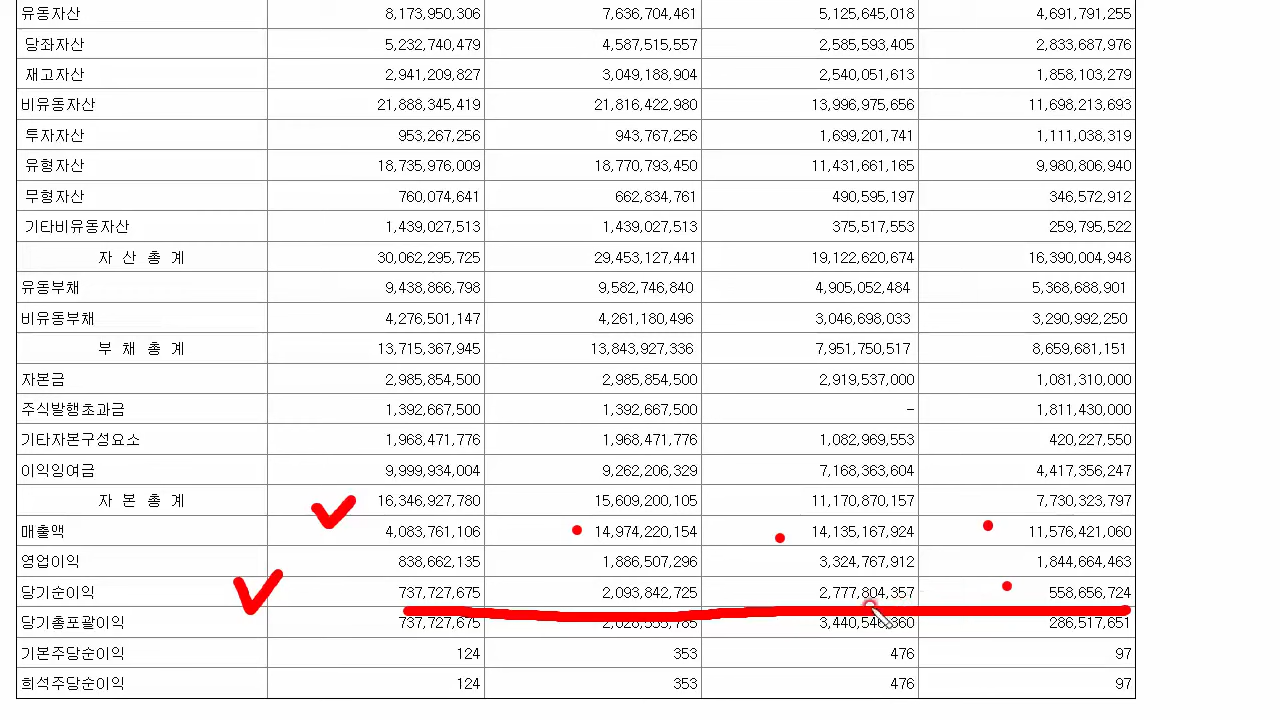 유동자산 8,173,950,306 7,636,704,461 5,125,645,018 4,691,791,255
당좌자산 5,232,740,479 4,587,515,557 2,585,593,405 2,833,687,976
재고자산 2,941,209,827 3,049,188,904 2,540,051,613 1,858,103,279
비유동자산 21,888,345,419 21,816,422,980 13,996,975,656 11,698,213,693
투자자산 953,267,256 943,767,256 1,699,201,741 1,111,038,319
유형자산 18,735,976,009 18,770,793,450 11,431,661,165 9,980,806,940
무형자산 760,074,641 662,834,761 490,595,197 346,572,912
기타비유동자산 1,439,027,513 1,439,027,513 375,517,553 259,795,522
자 산 총 계 30,062,295,725 29,453,127,441 19,122,620,674 16,390,004,948
유동부채 9,438,866,798 9,582,746,840 4,905,052,484 5,368,688,901
비유동부채 4,276,501,147 4,261,180,496 3,046,698,033 3,290,992,250
부 채 총 계 13,715,367,945 13,843,927,336 7,951,750,517 8,659,681,151
자본금 2,985,854,500 2,985,854,500 2,919,537,000 1,081,310,000
주식발행초과금 1,392,667,500 1,392,667,500 - 1,811,430,000
기타자본구성요소 1,968,471,776 1,968,471,776 1,082,969,553 420,227,550
이익잉여금 9,999,934,004 9,262,206,329 7,168,363,604 4,417,356,247
자 본 총 계 16,346,927,780 15,609,200,105 11,170,870,157 7,730,323,797
매출액 4,083,761,106 14,974,220,154 14,135,167,924 11,576,421,060
영업이익 838,662,135 1,886,507,296 3,324,767,912 1,844,664,463
당기순이익 737,727,675 2,093,842,725 2,777,804,357 558,656,724
당기총포괄이익 737,727,675 286,517,651
기본주당순이익 124 353 476 97
희석주당순이익 124 353 476 97